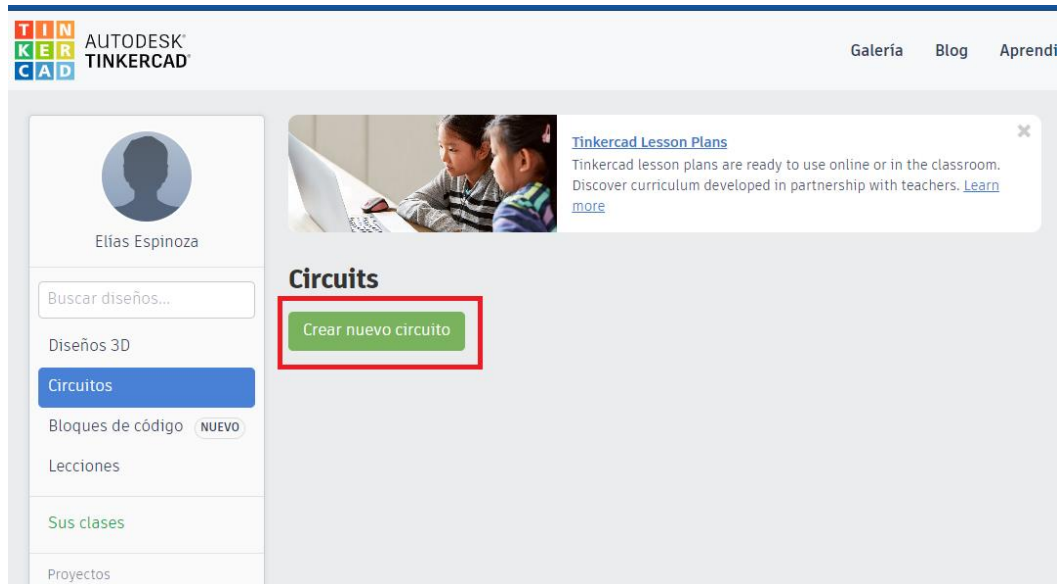 TIN
KER
CAD
AUTODESK®
TINKERCAD®
Galería Blog Aprendi
Elías Espinoza
Buscar diseños...
Diseños 3D
Circuitos
Bloques de código NUEVO
Lecciones
Sus clases
Proyectos
Tinkercad Lesson Plans
Tinkercad lesson plans are ready to use online or in the classroom.
Discover curriculum developed in partnership with teachers. Learn
more
Circuits
Crear nuevo circuito